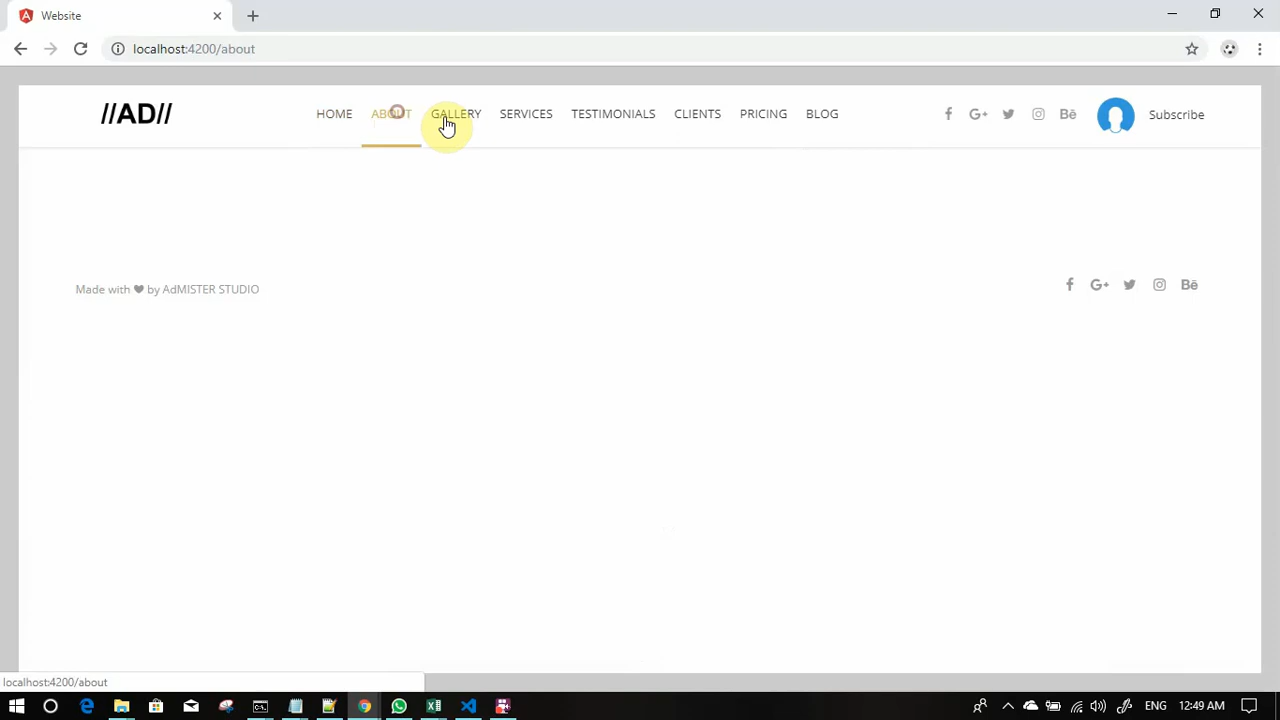 Website
localhost:4200/about
//AD//
HOME ABOUT GALLERY SERVICES TESTIMONIALS CLIENTS PRICING BLOG
Subscribe
Made with ❤ by AdMISTER STUDIO
localhost:4200/about
ENG 12:49 AM